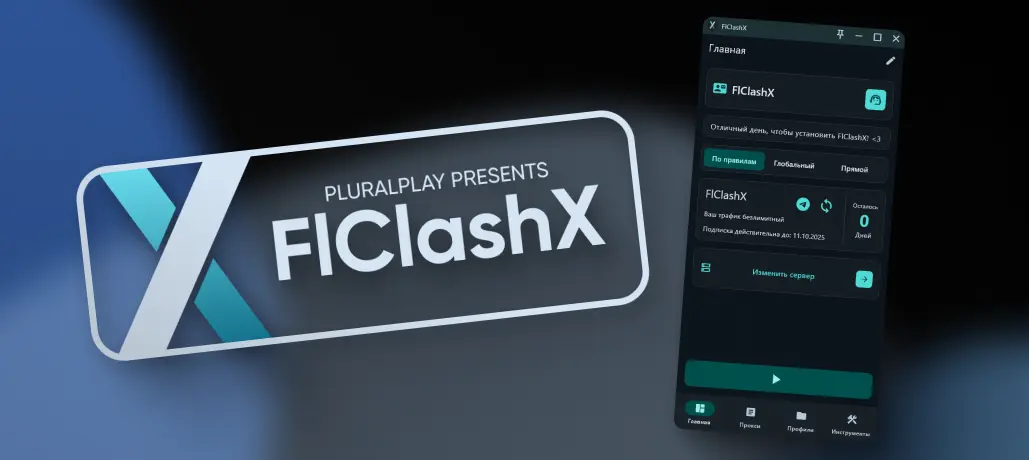 PLURALPLAY PRESENTS
FlClashX
FlClashX
Главная
FlClashX
Отличный день, чтобы установить FlClashX! <3
По правилам
Глобальный
Прямой
FlClashX
Ваш трафик безлимитный
Подписка действительна до: 11.10.2025
Осталось
0
Дней
Изменить сервер
Главная
Прокси
Профили
Инструменты